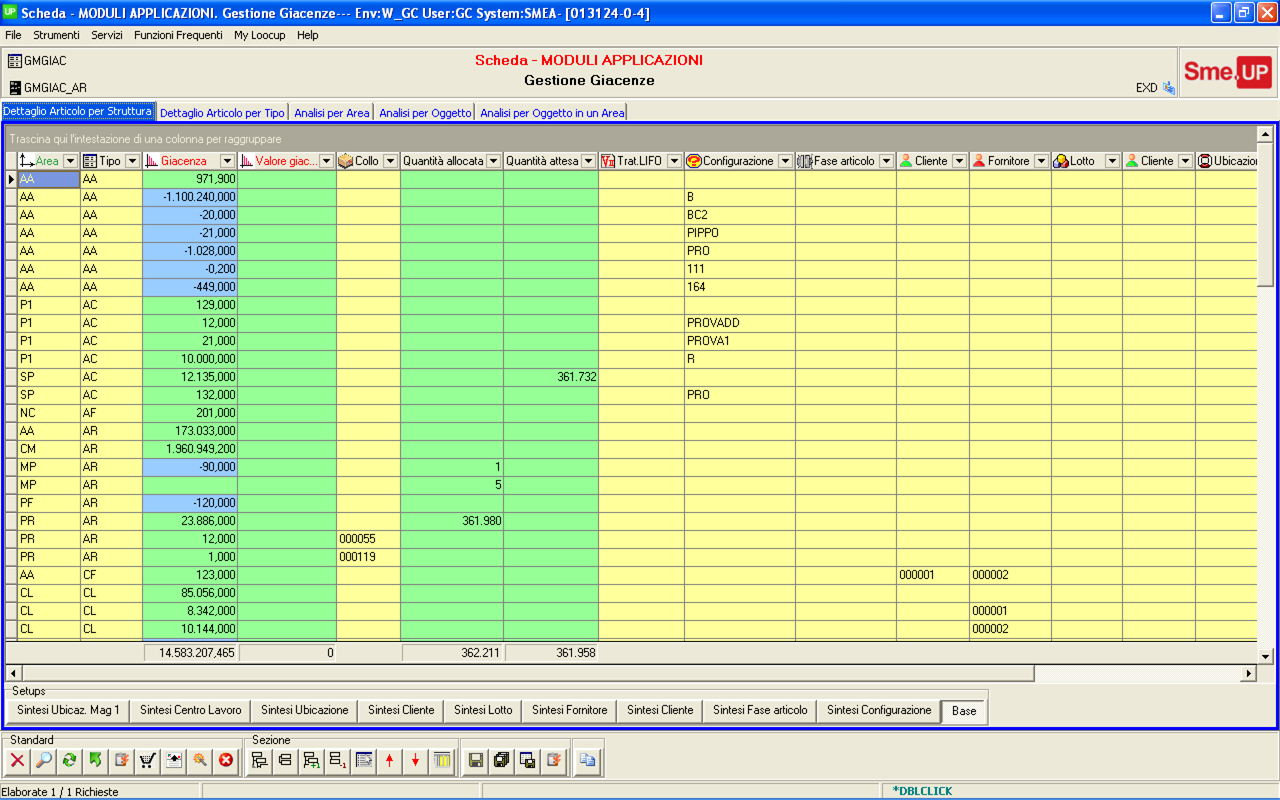 UP Scheda - MODULI APPLICAZIONI. Gestione Giacenze--- Env:W_GC User:GC System:SMEA- [013124-0-4]
File Strumenti Servizi Funzioni Frequenti My Loocup Help
GMGIAC
Scheda - MODULI APPLICAZIONI
Gestione Giacenze
GMGIAC_AR
EXD
Sme.UP
Dettaglio Articolo per Struttura Dettaglio Articolo per Tipo Analisi per Area Analisi per Oggetto Analisi per Oggetto in un Area
Trascina qui l'intestazione di una colonna per raggruppare
Area Tipo Giacenza Valore giac... Collo Quantità allocata Quantità attesa Trat.LIFO Configurazione Fase articolo Cliente Fornitore Lotto Cliente Ubicazion
AA AA 971,900
AA AA -1.100.240,000 B
AA AA -20,000 BC2
AA AA -21,000 PIPPO
AA AA -1.028,000 PRO
AA AA -0,200 111
AA AA -449,000 164
P1 AC 129,000
P1 AC 12,000 PROVADD
P1 AC 21,000 PROVA1
P1 AC 10.000,000 R
SP AC 12.135,000 361.732
SP AC 132,000 PRO
NC AF 201,000
AA AR 173.033,000
CM AR 1.960.949,200
MP AR -90,000 1
MP AR 5
PF AR -120,000
PR AR 23.886,000 361.980
PR AR 12,000 000055
PR AR 1,000 000119
AA CF 123,000 000001 000002
CL CL 85.056,000
CL CL 8.342,000 000001
CL CL 10.144,000 000002
14.583.207,465 0 362.211 361.958
Setups
Sintesi Ubicaz. Mag 1 Sintesi Centro Lavoro Sintesi Ubicazione Sintesi Cliente Sintesi Lotto Sintesi Fornitore Sintesi Cliente Sintesi Fase articolo Sintesi Configurazione Base
Standard Sezione
Elaborate 1 / 1 Richieste *DBLCLICK